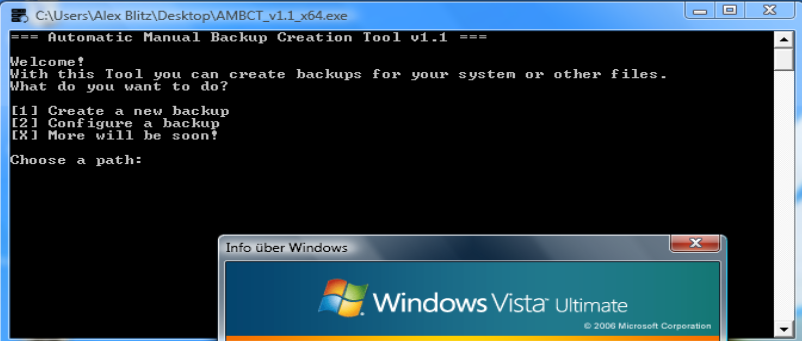 C:\Users\Alex Blitz\Desktop\AMBCT_v1.1_x64.exe
=== Automatic Manual Backup Creation Tool v1.1 ===
Welcome!
With this Tool you can create backups for your system or other files.
What do you want to do?
[1] Create a new backup
[2] Configure a backup
[X] More will be soon!
Choose a path:
Info über Windows
Windows Vista™ Ultimate
© 2006 Microsoft Corporation